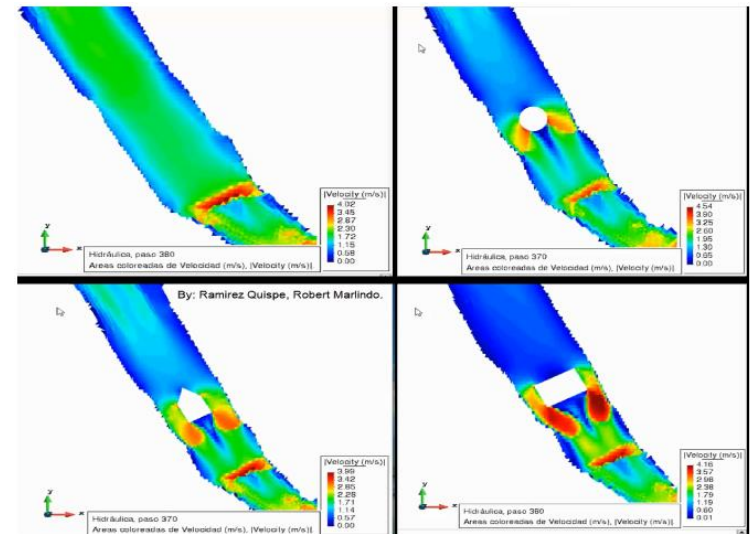 |Velocity (m/s)|
4.02
3.45
2.87
2.30
1.72
1.15
0.58
0.00
y
x
Hidráulica, paso 380
Areas coloreadas de Velocidad (m/s), |Velocity (m/s)|.
|Velocity (m/s)|
4.54
3.90
3.25
2.60
1.95
1.30
0.65
0.00
y
x
Hidráulica, paso 370
Areas coloreadas de Velocidad (m/s), |Velocity (m/s)|.
By: Ramirez Quispe, Robert Marlindo.
|Velocity (m/s)|
3.99
3.42
2.85
2.28
1.71
1.14
0.57
0.00
y
x
Hidráulica, paso 370
Areas coloreadas de Velocidad (m/s), |Velocity (m/s)|.
|Velocity (m/s)|
4.16
3.57
2.98
2.38
1.79
1.19
0.60
0.01
y
x
Hidráulica, paso 380
Areas coloreadas de Velocidad (m/s), |Velocity (m/s)|.